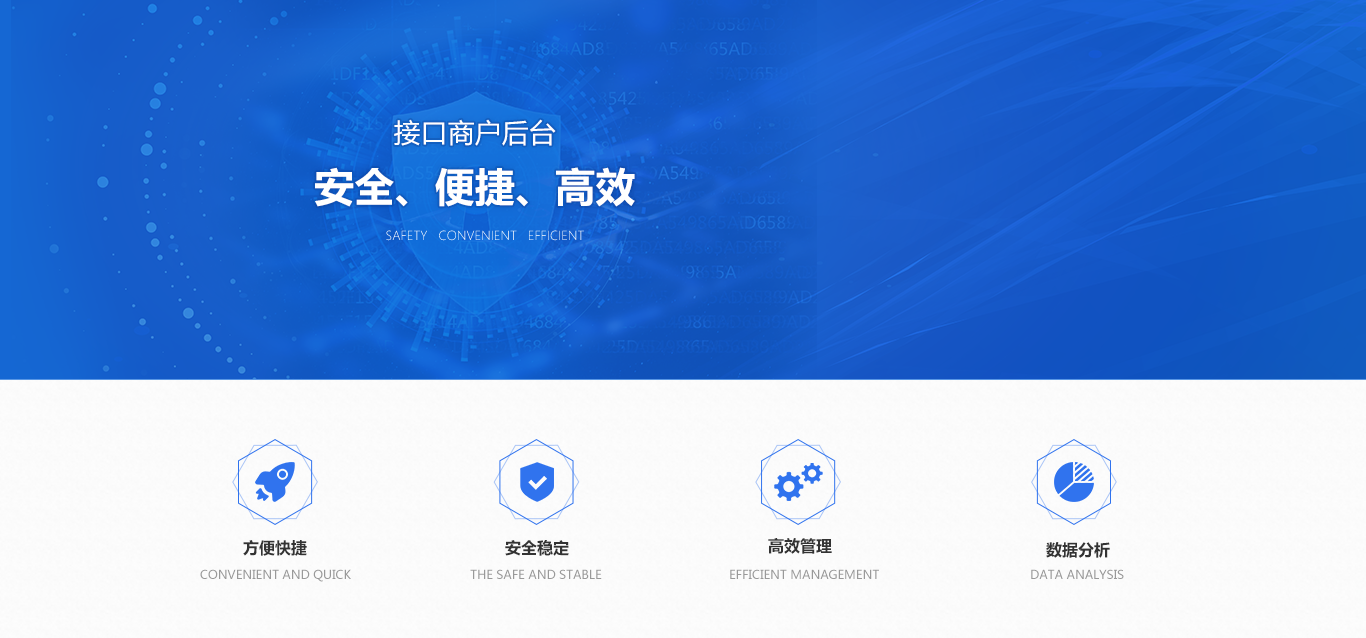 接口商户后台
安全、便捷、高效
SAFETY CONVENIENT EFFICIENT
方便快捷
CONVENIENT AND QUICK
安全稳定
THE SAFE AND STABLE
高效管理
EFFICIENT MANAGEMENT
数据分析
DATA ANALYSIS